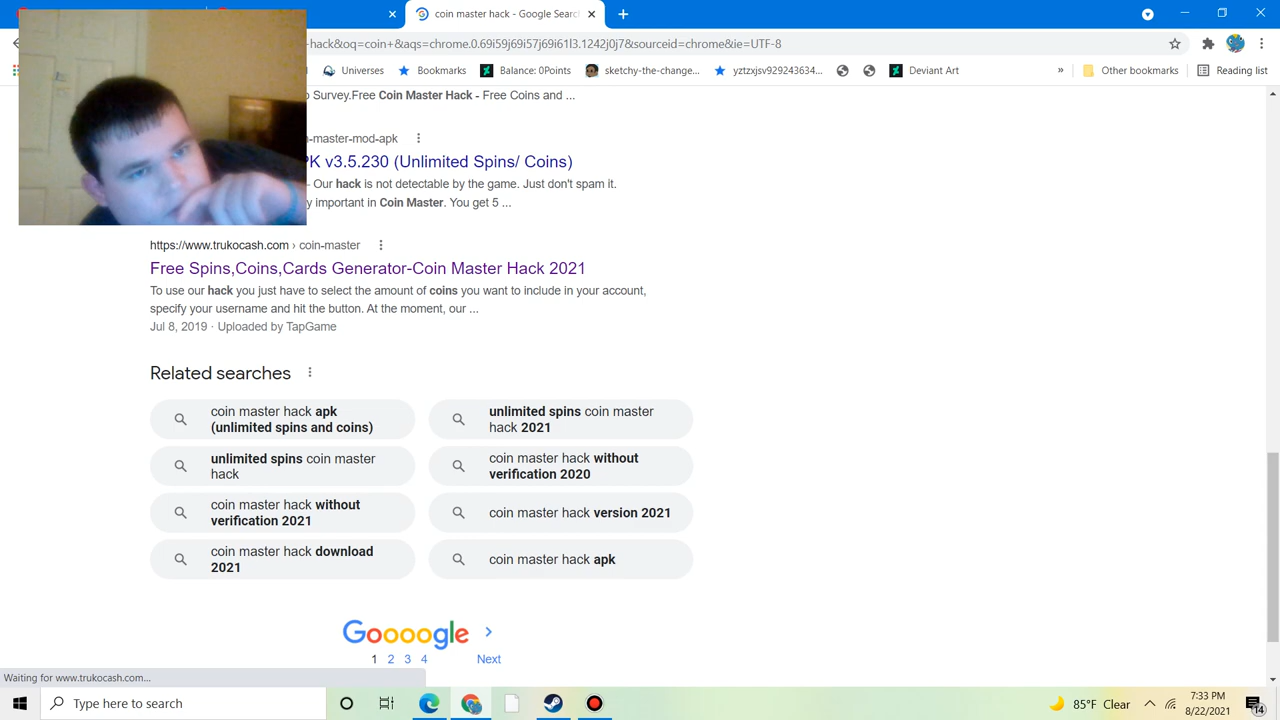 coin master hack - Google Searc
hack&oq=coin+&aqs=chrome.0.69i59j69i57j69i61l3.1242j0j7&sourceid=chrome&ie=UTF-8
Universes Bookmarks Balance: 0Points sketchy-the-change... yztzxjsv929243634... Deviant Art » Other bookmarks Reading list
Survey.Free Coin Master Hack - Free Coins and ...
-master-mod-apk
v3.5.230 (Unlimited Spins/ Coins)
- Our hack is not detectable by the game. Just don't spam it.
important in Coin Master. You get 5 ...
https://www.trukocash.com › coin-master
Free Spins,Coins,Cards Generator-Coin Master Hack 2021
To use our hack you just have to select the amount of coins you want to include in your account,
specify your username and hit the button. At the moment, our ...
Jul 8, 2019 · Uploaded by TapGame
Related searches
coin master hack apk
(unlimited spins and coins)
unlimited spins coin master
hack 2021
unlimited spins coin master
hack
coin master hack without
verification 2020
coin master hack without
verification 2021
coin master hack version 2021
coin master hack download
2021
coin master hack apk
Goooogle
1 2 3 4 Next
Waiting for www.trukocash.com...
Type here to search
85°F Clear
7:33 PM
8/22/2021
14